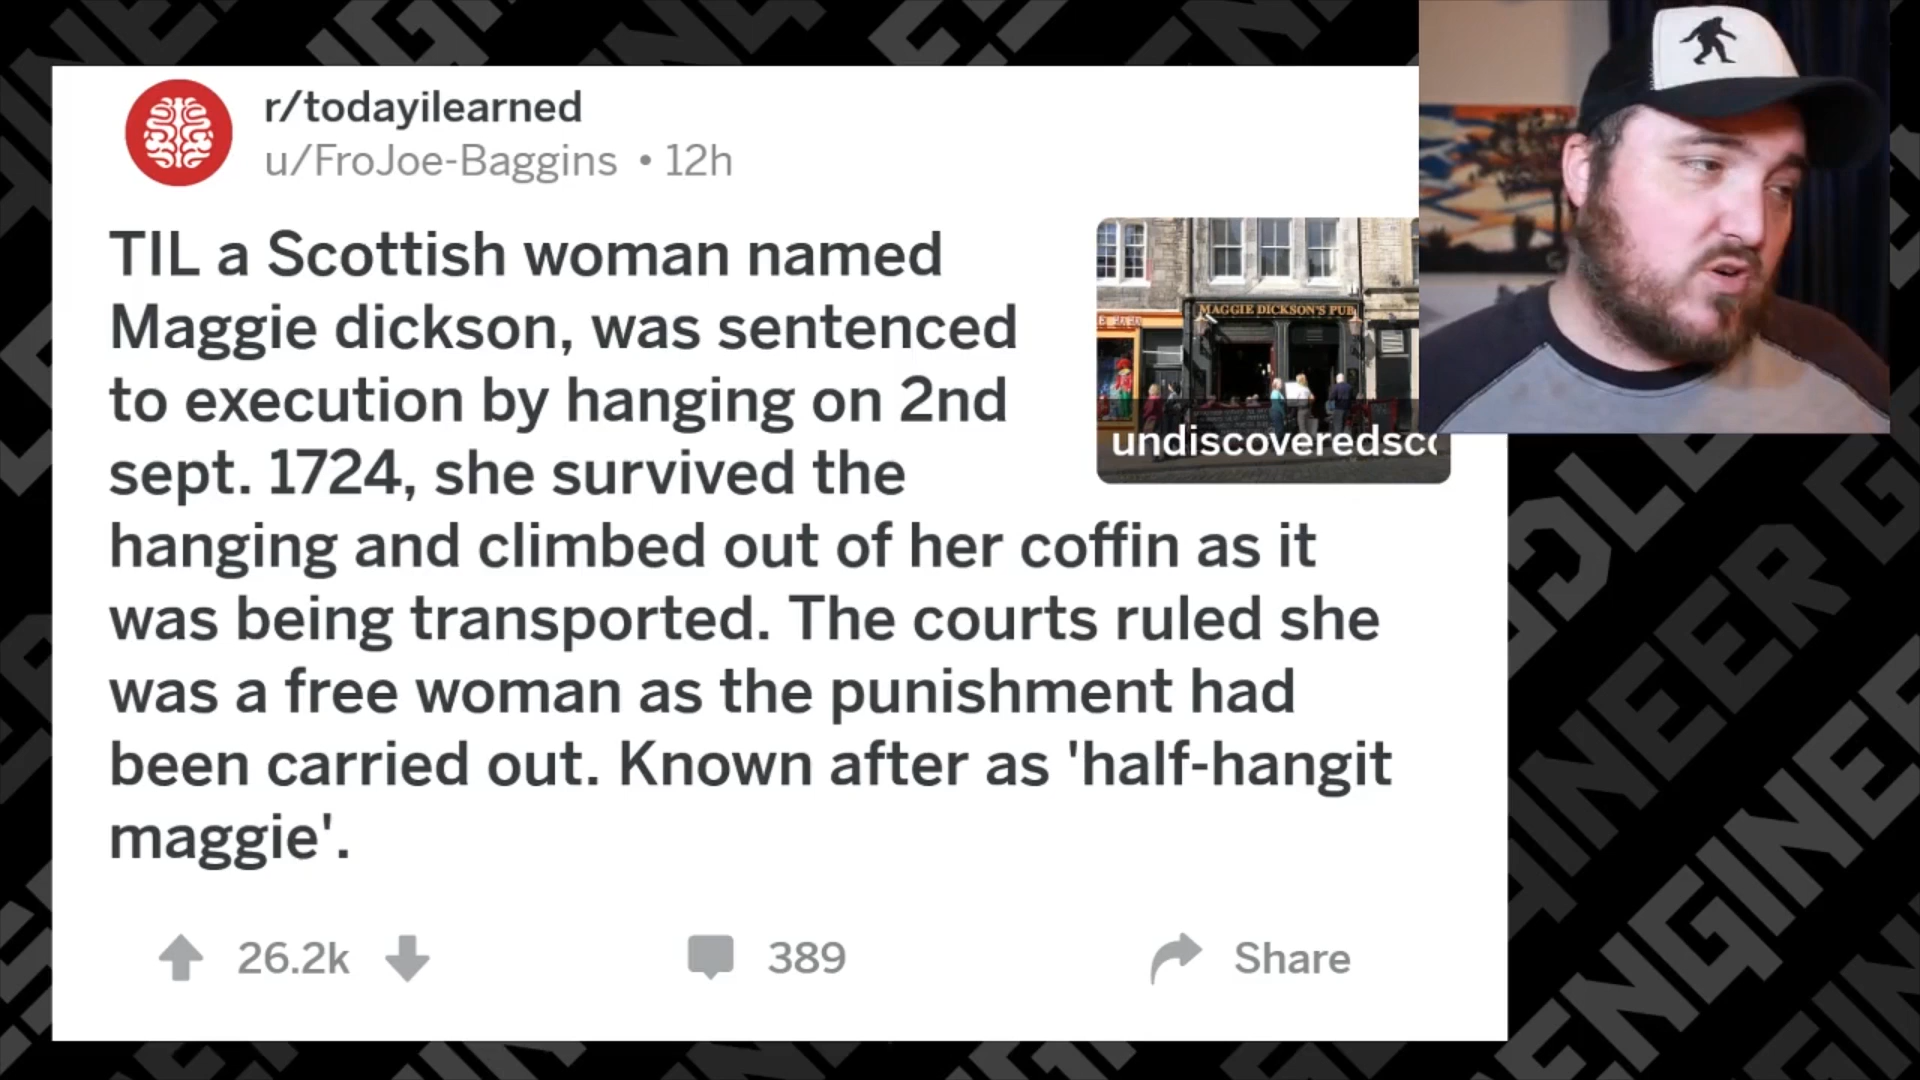 r/todayilearned
u/FroJoe-Baggins • 12h
TIL a Scottish woman named
Maggie dickson, was sentenced
to execution by hanging on 2nd
sept. 1724, she survived the
hanging and climbed out of her coffin as it
was being transported. The courts ruled she
was a free woman as the punishment had
been carried out. Known after as 'half-hangit
maggie'.
MAGGIE DICKSON'S PUB
undiscoveredsc
26.2k
389
Share
ENGINEER